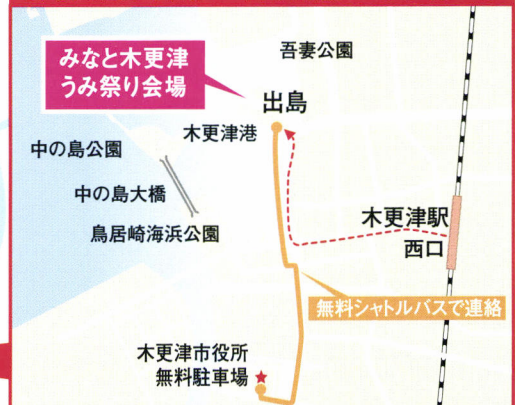 みなと木更津
うみ祭り会場
吾妻公園
出島
木更津港
中の島公園
中の島大橋
鳥居崎海浜公園
木更津駅
西口
無料シャトルバスで連絡
木更津市役所
無料駐車場